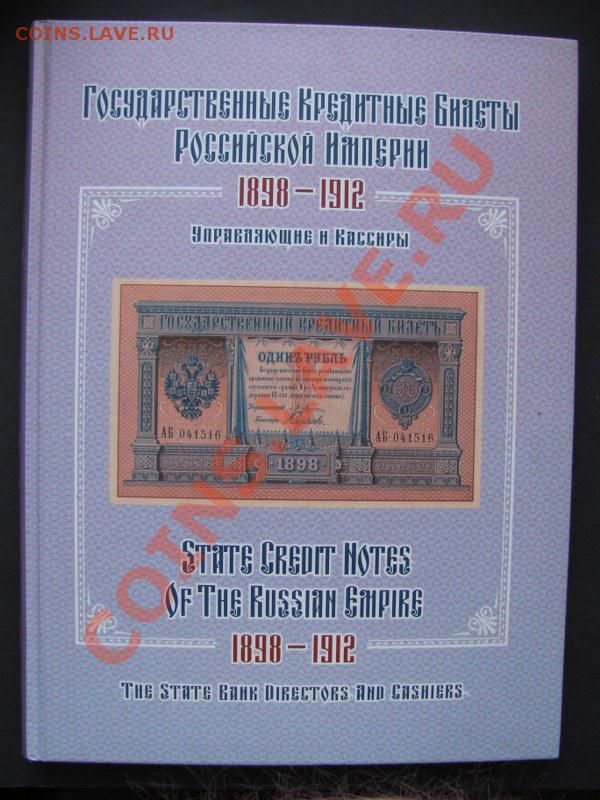 COINS.LAVE.RU
Государственные Кредитные Билеты
Российской Империи
1898 – 1912
Управляющие и Кассиры
ГОСУДАРСТВЕННЫЙ КРЕДИТНЫЙ БИЛЕТЪ
ОДИНЪ РУБЛЬ
Управляющій
Кассиръ
АБ 041516
АБ 041516
1898
State Credit Notes
Of The Russian Empire
1898 – 1912
The State Bank Directors And Cashiers
COINS.LAVE.RU